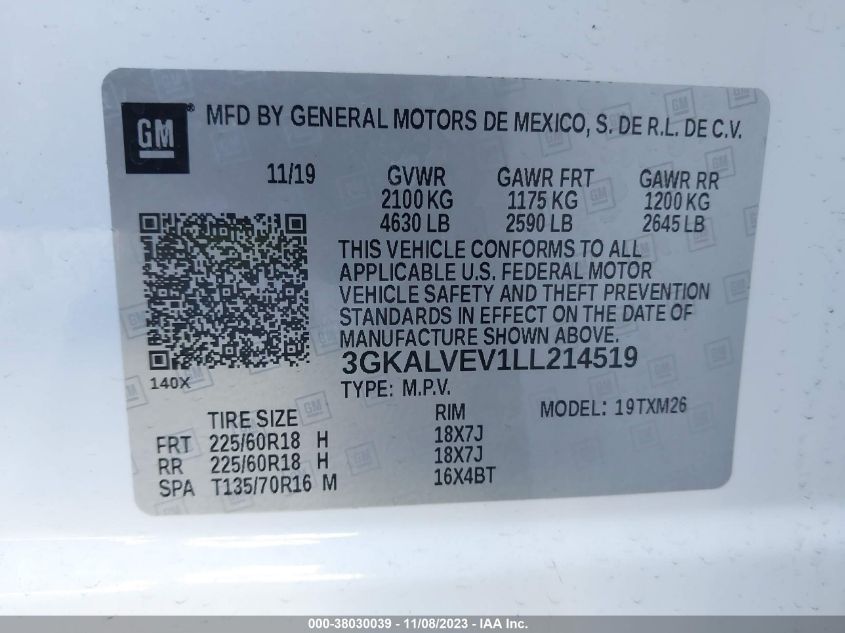 GM ® MFD BY GENERAL MOTORS DE MEXICO, S. DE R.L. DE C.V.
11/19 GVWR GAWR FRT GAWR RR
2100 KG 1175 KG 1200 KG
4630 LB 2590 LB 2645 LB
THIS VEHICLE CONFORMS TO ALL
APPLICABLE U.S. FEDERAL MOTOR
VEHICLE SAFETY AND THEFT PREVENTION
STANDARDS IN EFFECT ON THE DATE OF
MANUFACTURE SHOWN ABOVE.
3GKALVEV1LL214519
140X
TYPE: M.P.V.
MODEL: 19TXM26
TIRE SIZE RIM
FRT 225/60R18 H 18X7J
RR 225/60R18 H 18X7J
SPA T135/70R16 M 16X4BT
000-38030039 - 11/08/2023 - Copyright © IAA, Inc.